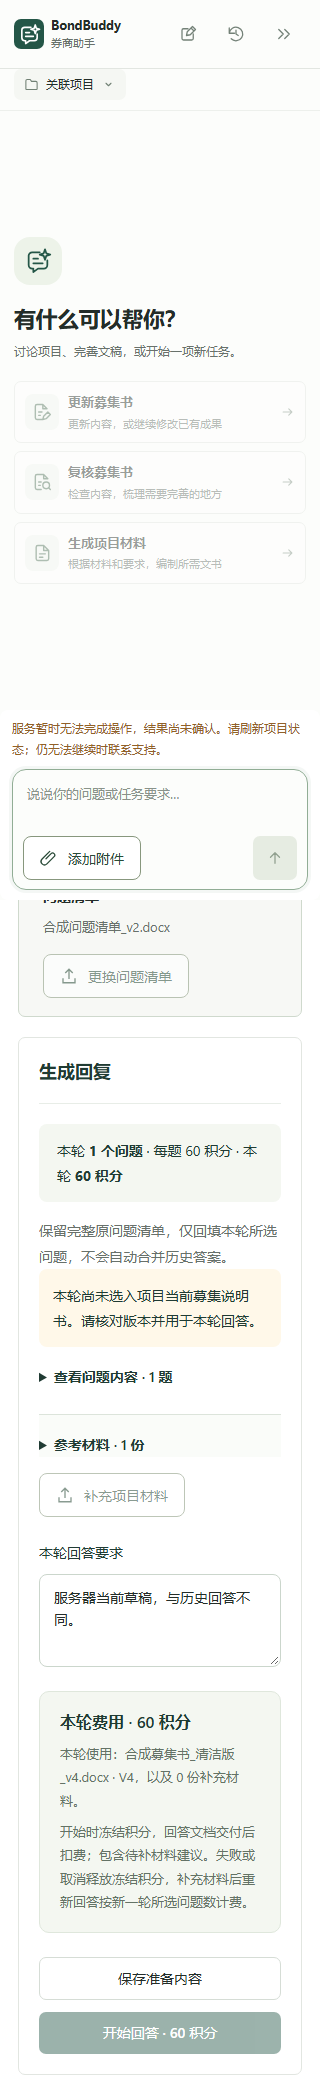 BondBuddy
券商助手
关联项目
有什么可以帮你？
讨论项目、完善文稿，或开始一项新任务。
更新募集书
更新内容，或继续修改已有成果
复核募集书
检查内容，梳理需要完善的地方
生成项目材料
根据材料和要求，编制所需文书
服务暂时无法完成操作，结果尚未确认。请刷新项目状
态；仍无法继续时联系支持。
说说你的问题或任务要求...
添加附件
问题清单
合成问题清单_v2.docx
更换问题清单
生成回复
本轮 1 个问题 · 每题 60 积分 · 本
轮 60 积分
保留完整原问题清单，仅回填本轮所选
问题，不会自动合并历史答案。
本轮尚未选入项目当前募集说明
书。请核对版本并用于本轮回答。
查看问题内容 · 1 题
参考材料 · 1 份
补充项目材料
本轮回答要求
服务器当前草稿，与历史回答不
同。
本轮费用 · 60 积分
本轮使用：合成募集书_清洁版
_v4.docx · V4，以及 0 份补充材
料。
开始时冻结积分，回答文档交付后
扣费；包含待补材料建议。失败或
取消释放冻结积分，补充材料后重
新回答按新一轮所选问题数计费。
保存准备内容
开始回答 · 60 积分